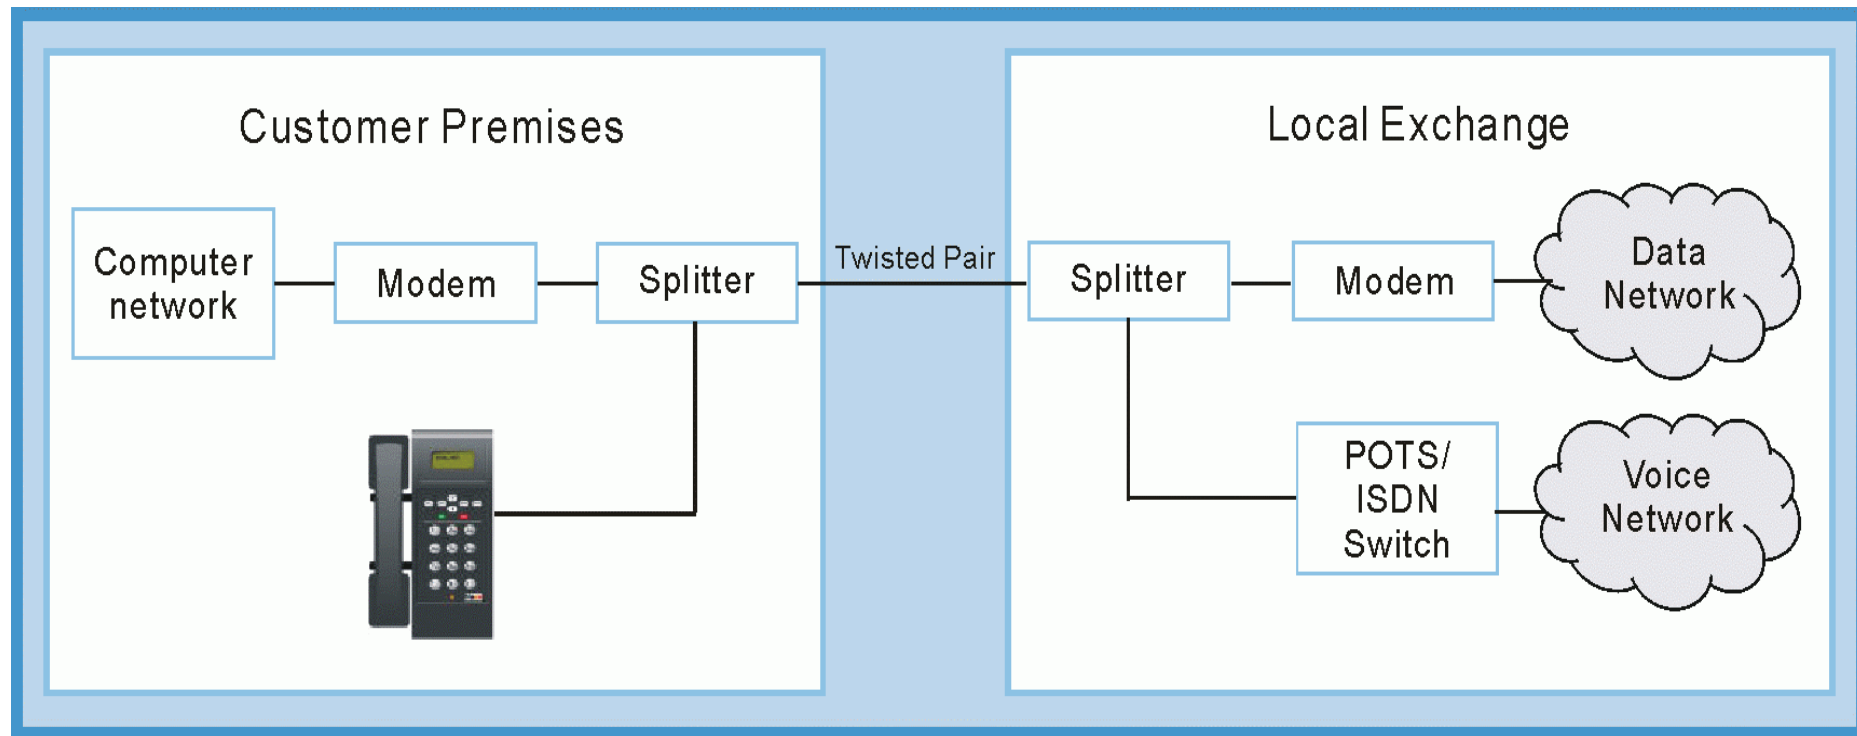 Customer Premises
Local Exchange
Computer
network
Modem
Splitter
Twisted Pair
Splitter
Modem
Data
Network
POTS/
ISDN
Switch
Voice
Network